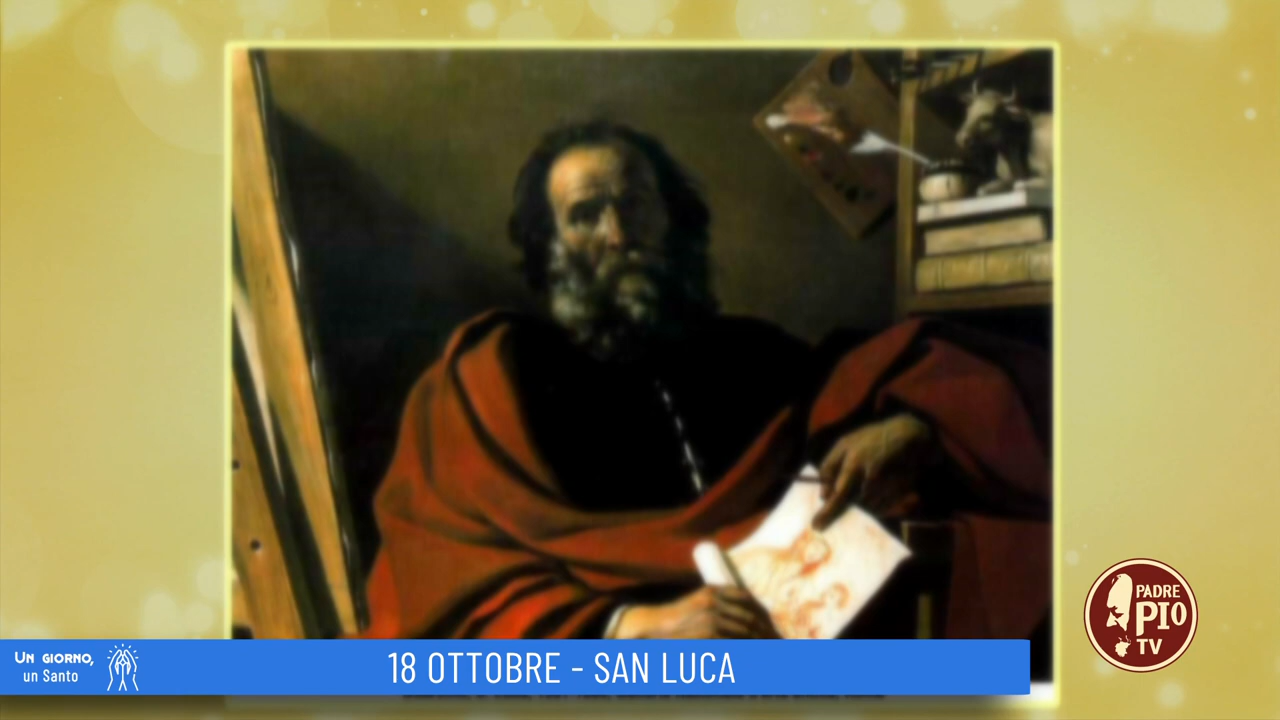 Un giorno,
un Santo
18 OTTOBRE - SAN LUCA
PADRE
PIO
TV